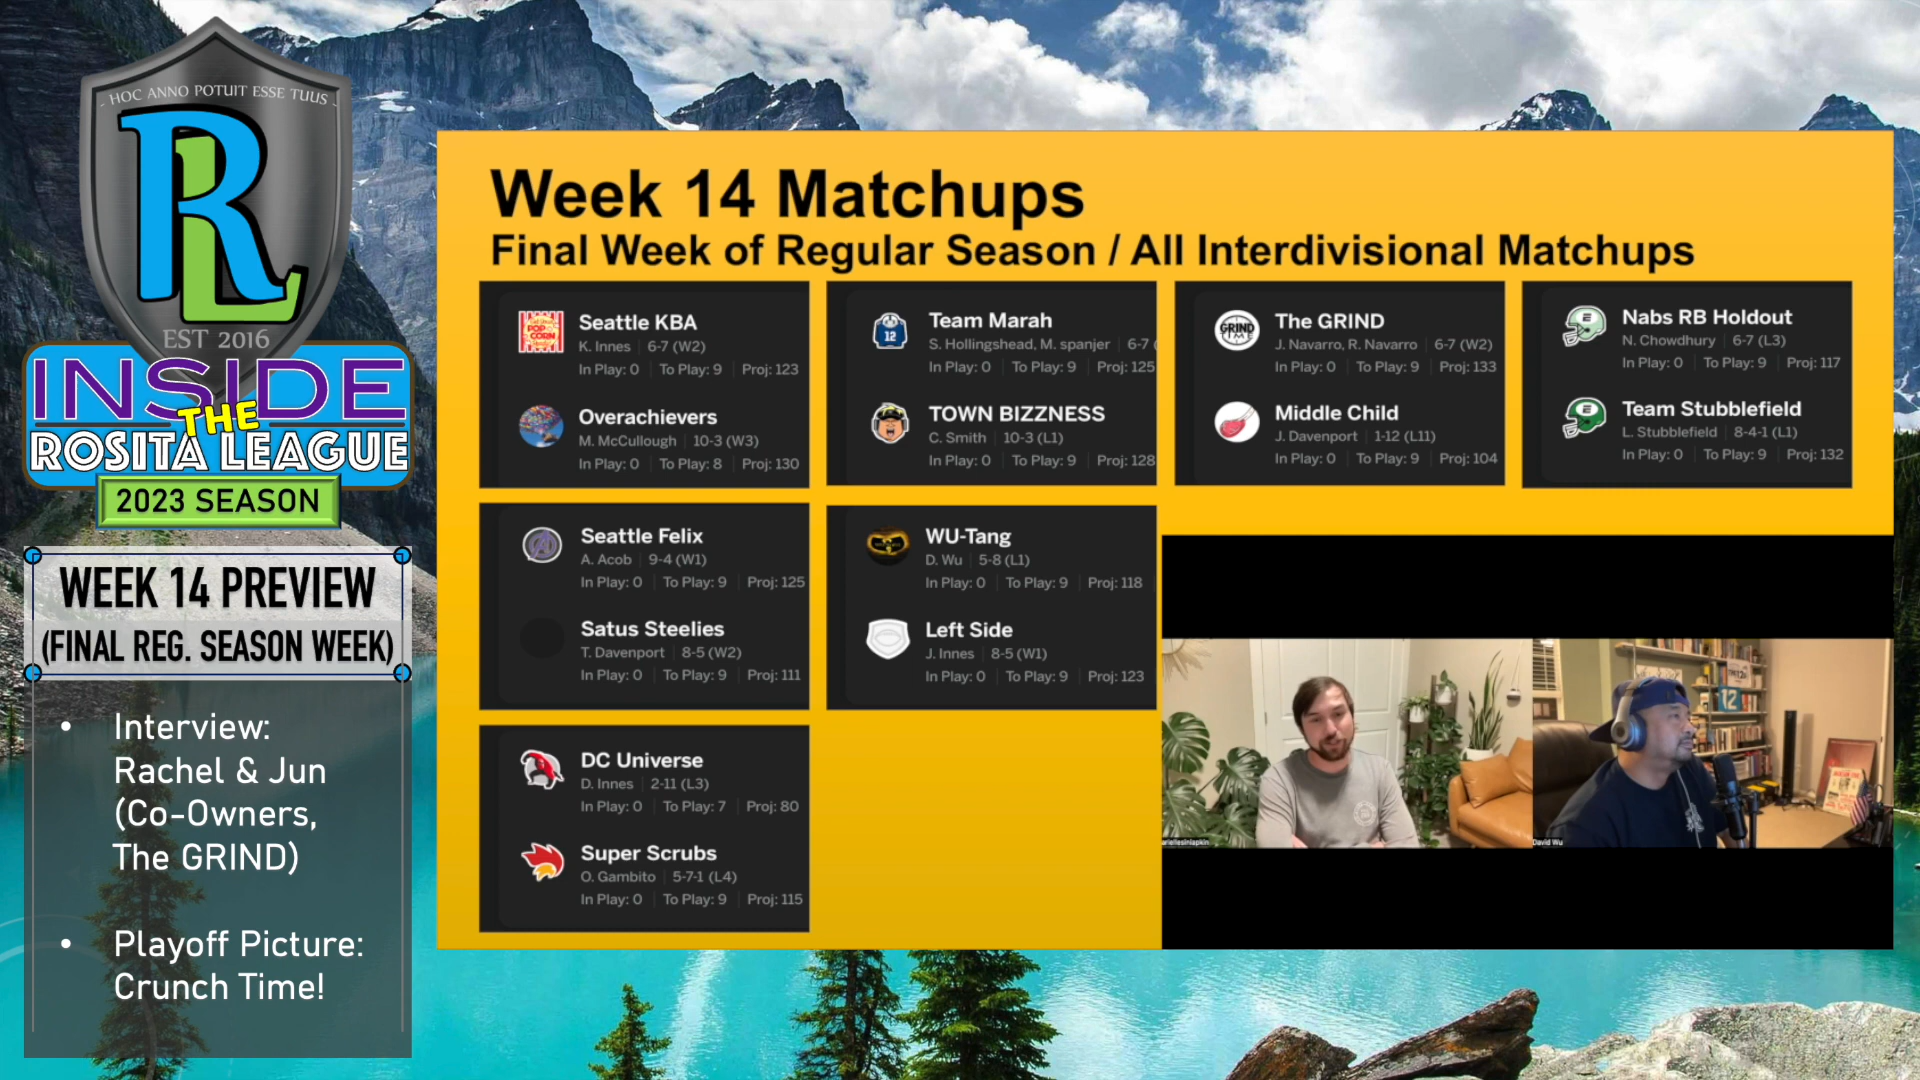 HOC ANNO POTUIT ESSE TUUS
RL
EST 2016
INSIDE
THE
ROSITA LEAGUE
2023 SEASON
WEEK 14 PREVIEW
(FINAL REG. SEASON WEEK)
• Interview:
Rachel & Jun
(Co-Owners,
The GRIND)
• Playoff Picture:
Crunch Time!
Week 14 Matchups
Final Week of Regular Season / All Interdivisional Matchups
POP CORN
Seattle KBA
K. Innes | 6-7 (W2)
In Play: 0 | To Play: 9 | Proj: 123
Overachievers
M. McCullough | 10-3 (W3)
In Play: 0 | To Play: 8 | Proj: 130
12
Team Marah
S. Hollingshead, M. spanjer | 6-7 (
In Play: 0 | To Play: 9 | Proj: 125
TOWN BIZZNESS
C. Smith | 10-3 (L1)
In Play: 0 | To Play: 9 | Proj: 128
GRIND
TIME
The GRIND
J. Navarro, R. Navarro | 6-7 (W2)
In Play: 0 | To Play: 9 | Proj: 133
Middle Child
J. Davenport | 1-12 (L11)
In Play: 0 | To Play: 9 | Proj: 104
E
Nabs RB Holdout
N. Chowdhury | 6-7 (L3)
In Play: 0 | To Play: 9 | Proj: 117
E
Team Stubblefield
L. Stubblefield | 8-4-1 (L1)
In Play: 0 | To Play: 9 | Proj: 132
Seattle Felix
A. Acob | 9-4 (W1)
In Play: 0 | To Play: 9 | Proj: 125
Satus Steelies
T. Davenport | 8-5 (W2)
In Play: 0 | To Play: 9 | Proj: 111
WU-Tang
D. Wu | 5-8 (L1)
In Play: 0 | To Play: 9 | Proj: 118
Left Side
J. Innes | 8-5 (W1)
In Play: 0 | To Play: 9 | Proj: 123
DC Universe
D. Innes | 2-11 (L3)
In Play: 0 | To Play: 7 | Proj: 80
Super Scrubs
O. Gambito | 5-7-1 (L4)
In Play: 0 | To Play: 9 | Proj: 115
12
David Wu